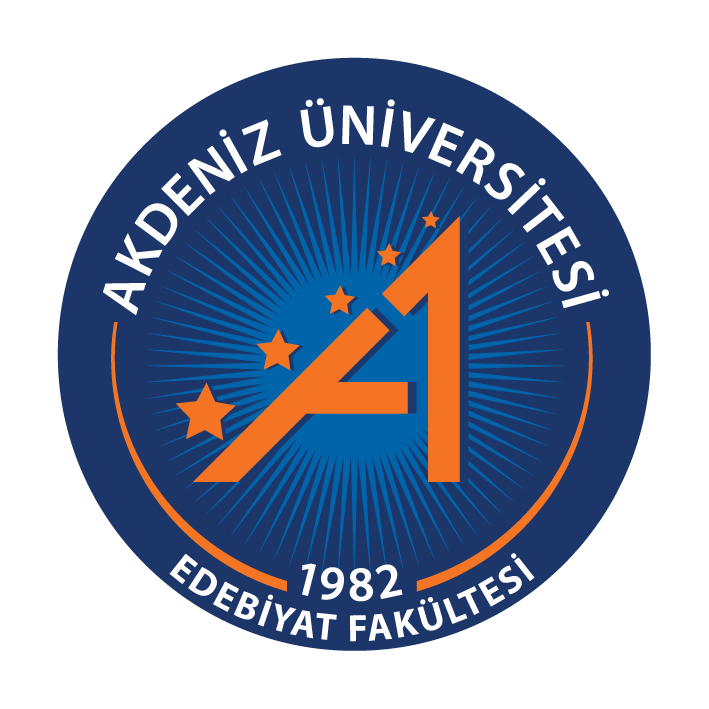 AKDENİZ ÜNİVERSİTESİ
1982
EDEBİYAT FAKÜLTESİ